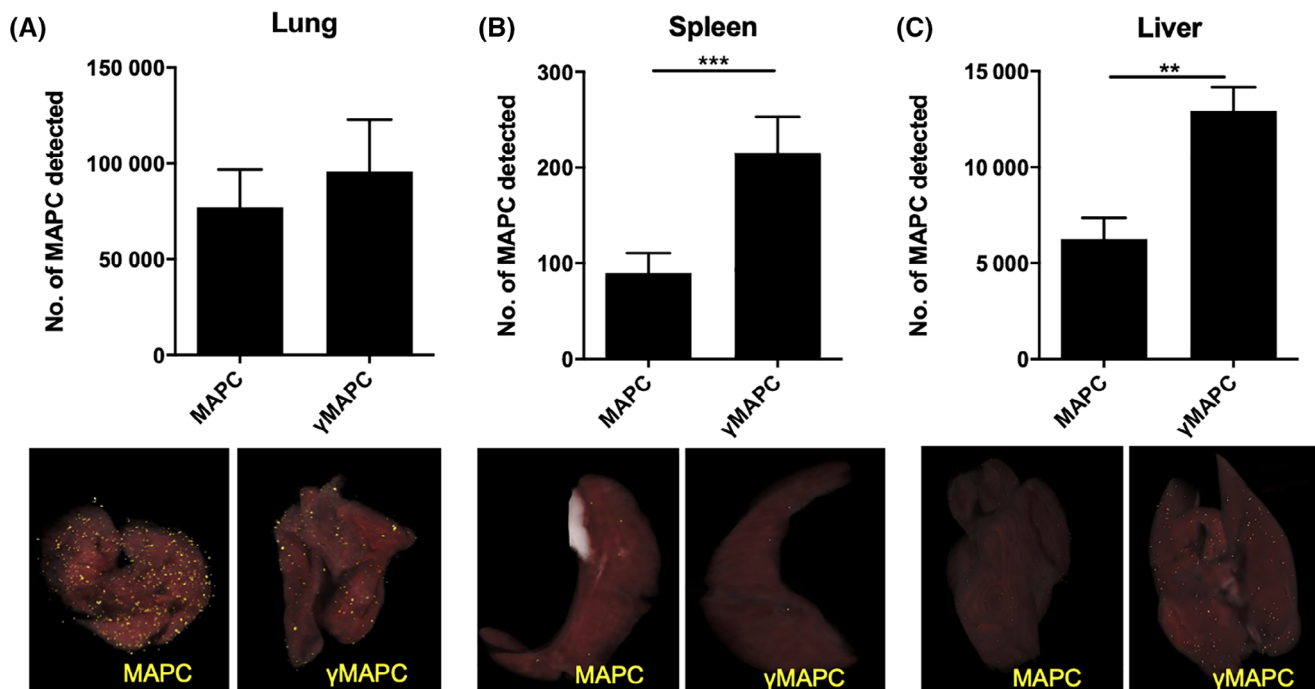 (A)
Lung
No. of MAPC detected
150 000
100 000
50 000
0
MAPC
γMAPC
MAPC
γMAPC
(B)
Spleen
***
No. of MAPC detected
300
200
100
0
MAPC
γMAPC
MAPC
γMAPC
(C)
Liver
**
No. of MAPC detected
15 000
10 000
5 000
0
MAPC
γMAPC
MAPC
γMAPC